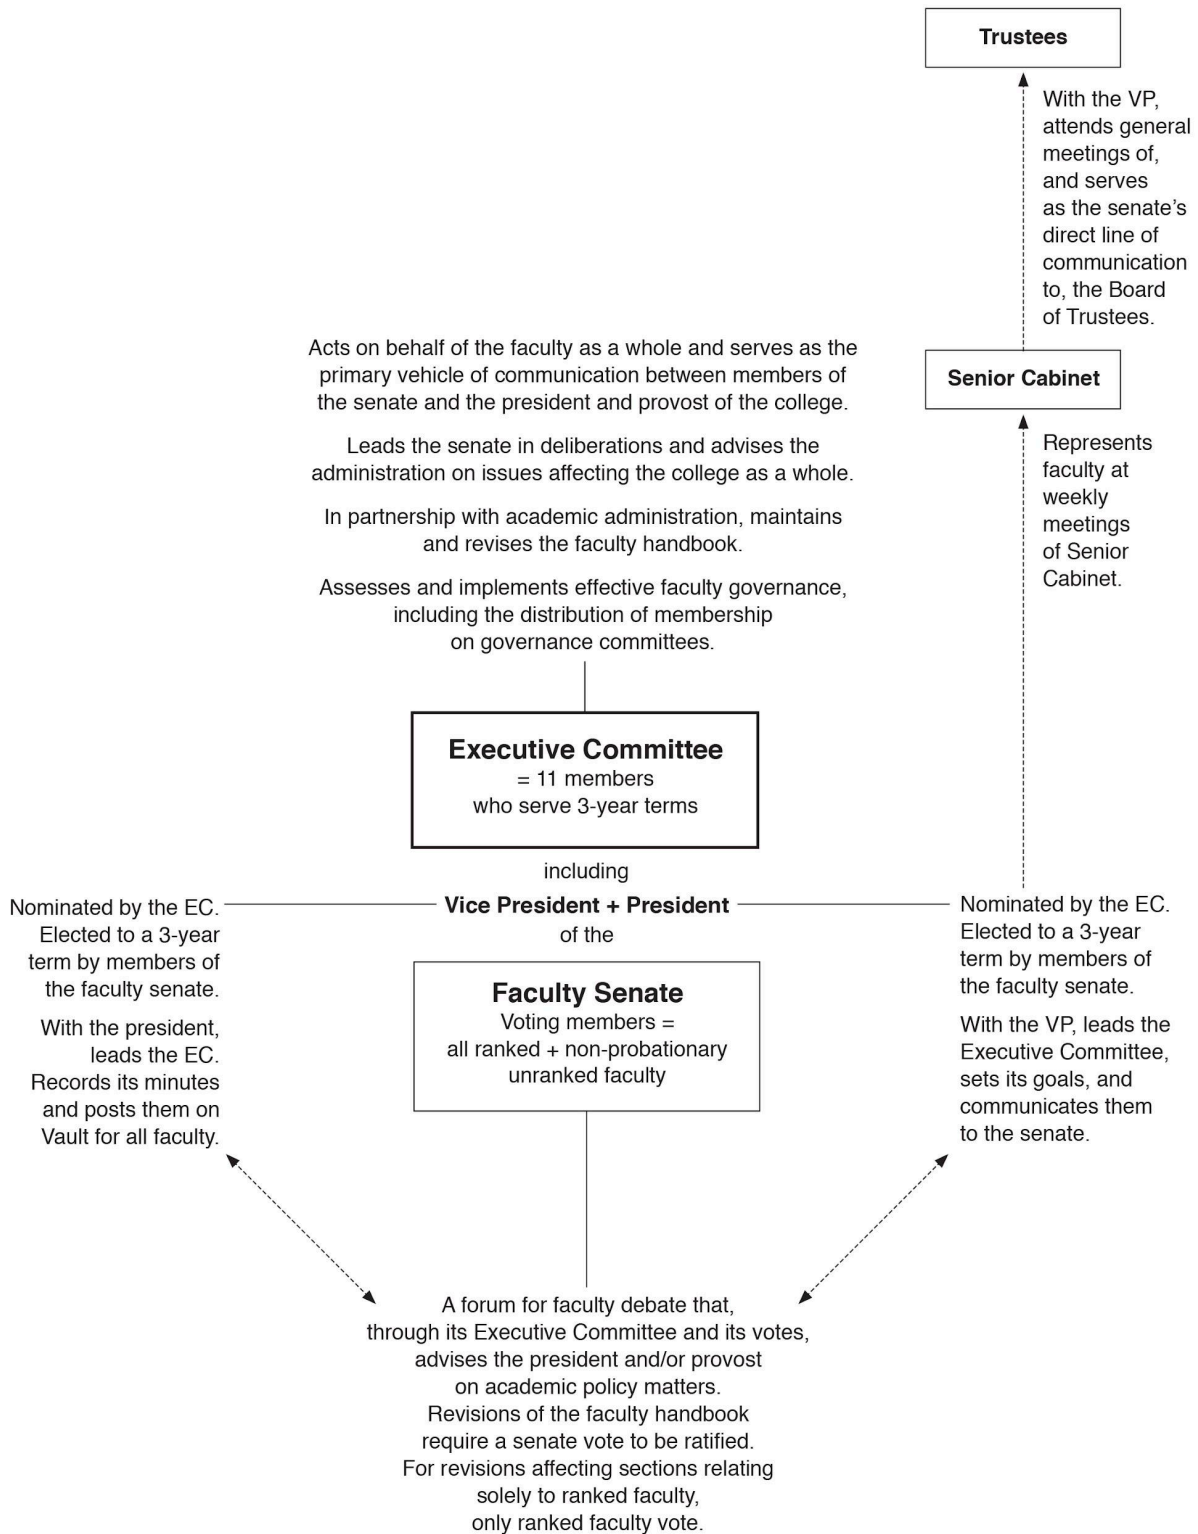 Trustees
With the VP,
attends general
meetings of,
and serves
as the senate’s
direct line of
communication
to, the Board
of Trustees.
Senior Cabinet
Represents
faculty at
weekly
meetings
of Senior
Cabinet.
Acts on behalf of the faculty as a whole and serves as the
primary vehicle of communication between members of
the senate and the president and provost of the college.
Leads the senate in deliberations and advises the
administration on issues affecting the college as a whole.
In partnership with academic administration, maintains
and revises the faculty handbook.
Assesses and implements effective faculty governance,
including the distribution of membership
on governance committees.
Executive Committee
= 11 members
who serve 3-year terms
including
Vice President + President
of the
Nominated by the EC.
Elected to a 3-year
term by members of
the faculty senate.
With the president,
leads the EC.
Records its minutes
and posts them on
Vault for all faculty.
Nominated by the EC.
Elected to a 3-year
term by members of
the faculty senate.
With the VP, leads the
Executive Committee,
sets its goals, and
communicates them
to the senate.
Faculty Senate
Voting members =
all ranked + non-probationary
unranked faculty
A forum for faculty debate that,
through its Executive Committee and its votes,
advises the president and/or provost
on academic policy matters.
Revisions of the faculty handbook
require a senate vote to be ratified.
For revisions affecting sections relating
solely to ranked faculty,
only ranked faculty vote.